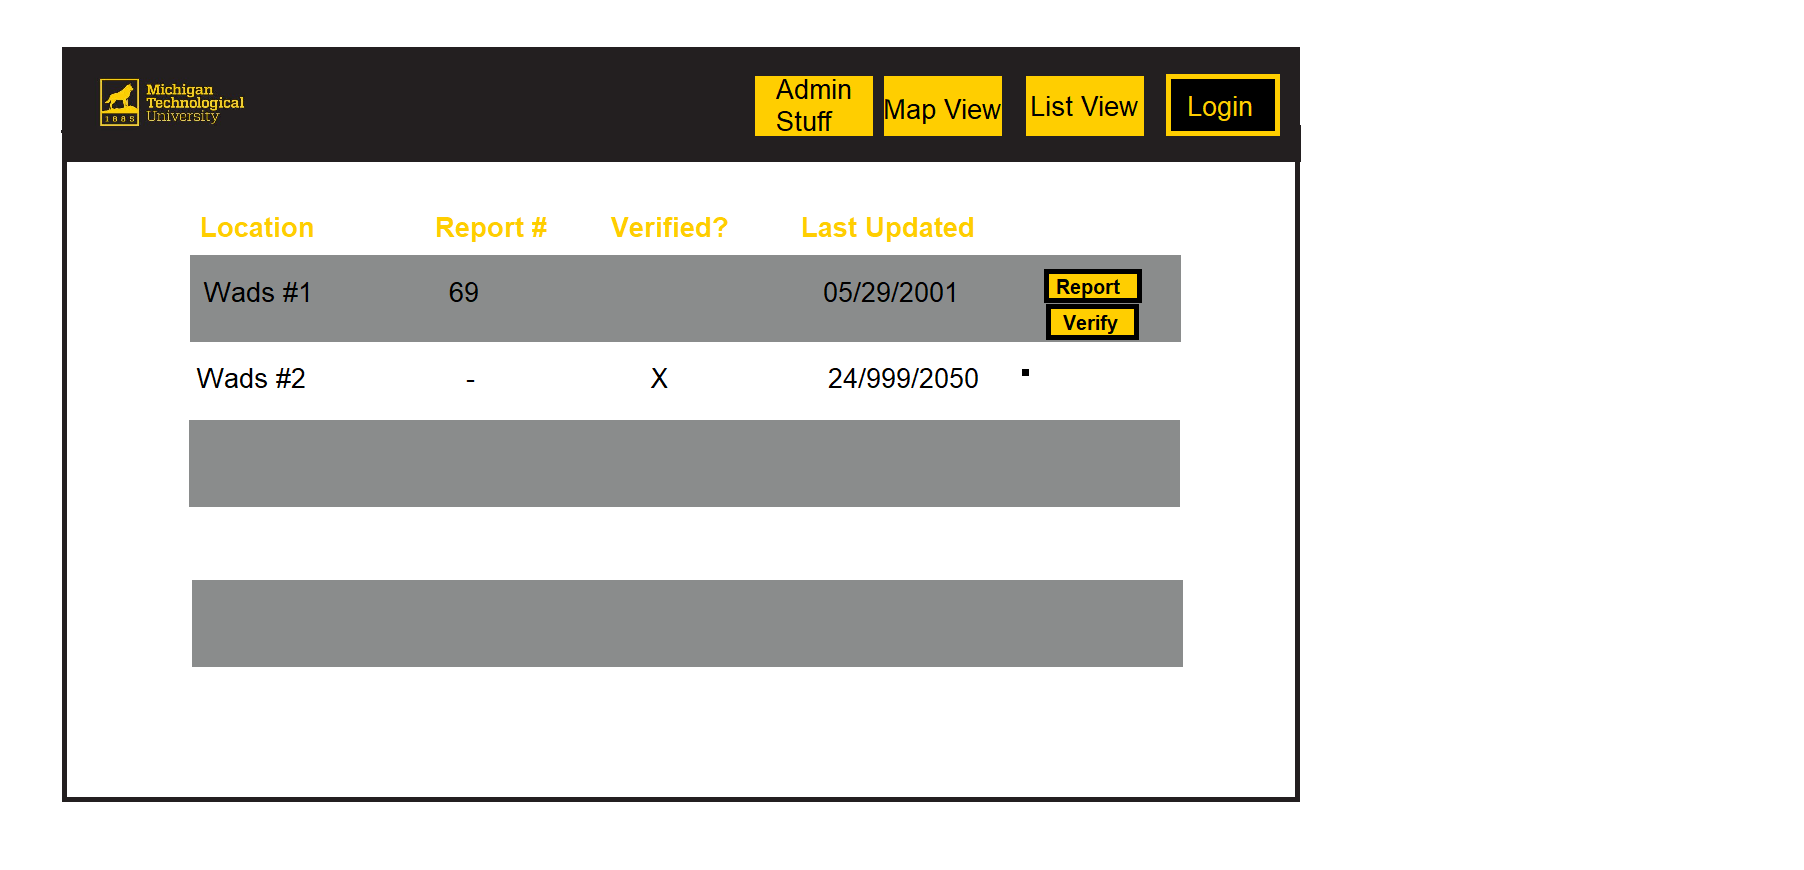 Michigan
Technological
University
1885
Admin
Stuff
Map View
List View
Login
Location Report # Verified? Last Updated
Wads #1 69 05/29/2001
Report
Verify
Wads #2 - X 24/999/2050